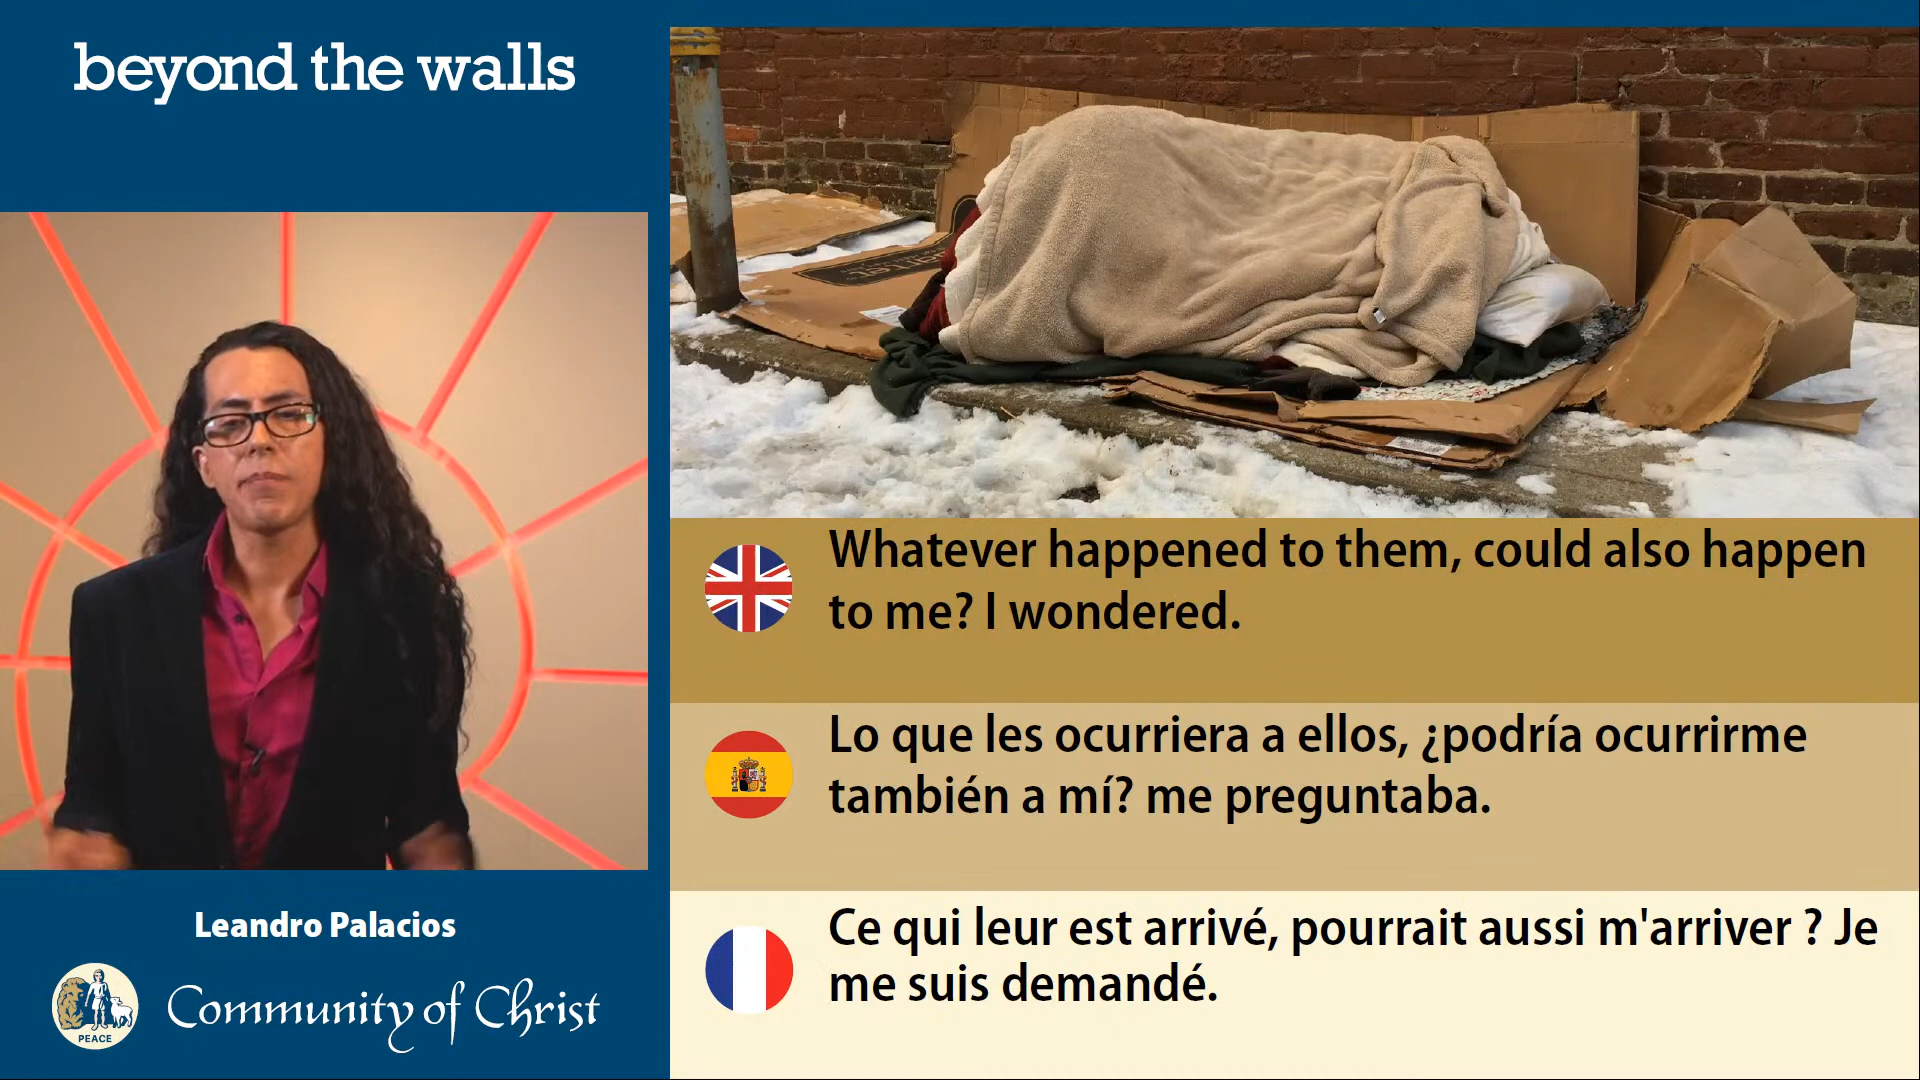 beyond the walls
Whatever happened to them, could also happen
to me? I wondered.
Lo que les ocurriera a ellos, ¿podría ocurrirme
también a mí? me preguntaba.
Ce qui leur est arrivé, pourrait aussi m'arriver ? Je
me suis demandé.
Leandro Palacios
PEACE
Community of Christ